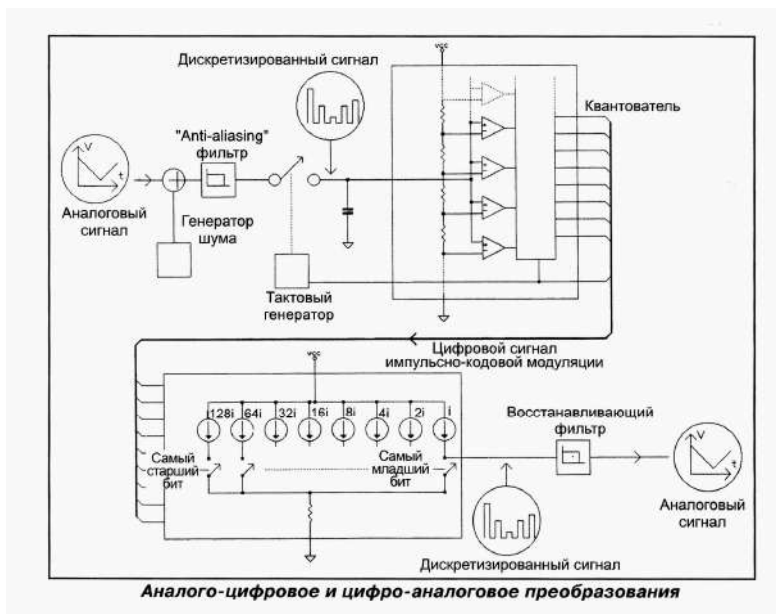 Дискретизированный сигнал
vcc
Квантователь
"Anti-aliasing"
фильтр
V
t
Аналоговый
сигнал
Генератор
шума
Тактовый
генератор
Цифровой сигнал
импульсно-кодовой модуляции
vcc
128i 64i 32i 16i 8i 4i 2i i
Самый
старший
бит
Самый
младший
бит
Восстанавливающий
фильтр
V
t
Аналоговый
сигнал
Дискретизированный сигнал
Аналого-цифровое и цифро-аналоговое преобразования